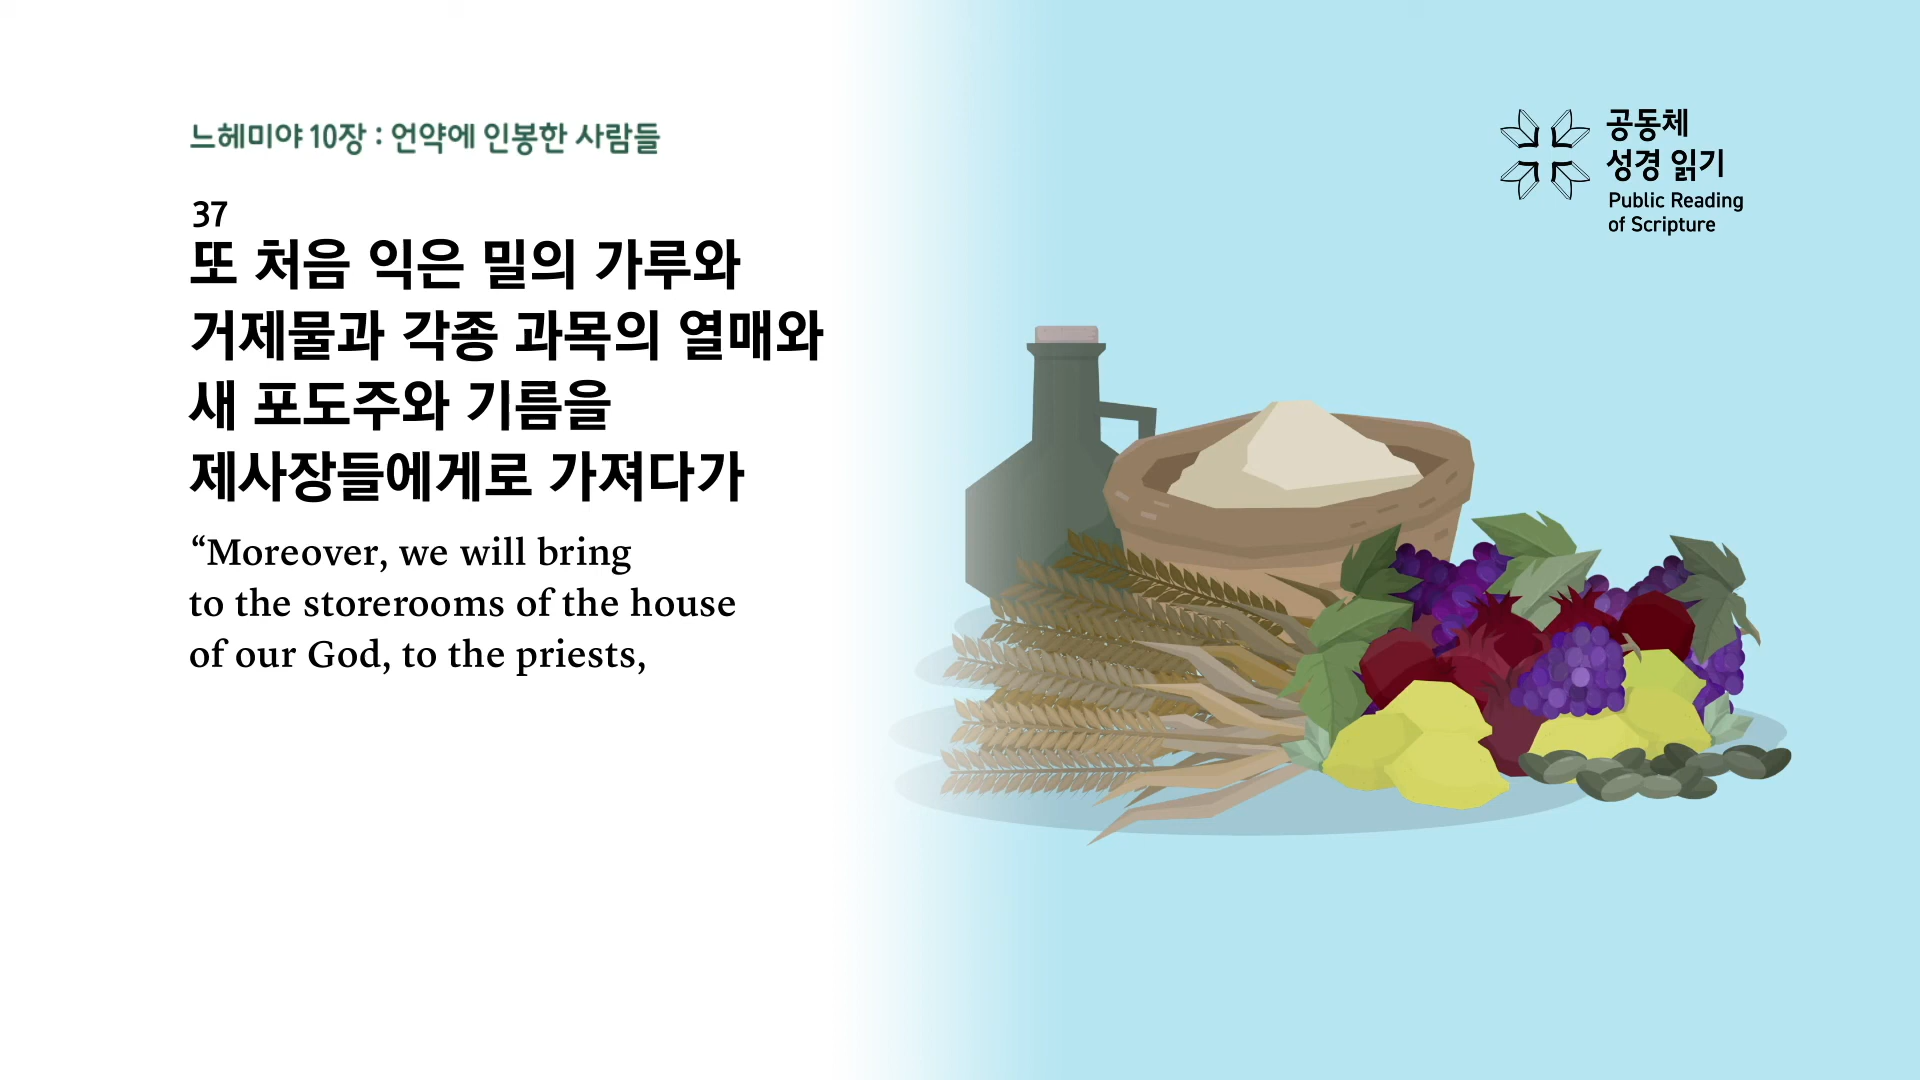 느헤미야 10장 : 언약에 인봉한 사람들
37
또 처음 익은 밀의 가루와
거제물과 각종 과목의 열매와
새 포도주와 기름을
제사장들에게로 가져다가
“Moreover, we will bring
to the storerooms of the house
of our God, to the priests,
공동체
성경 읽기
Public Reading
of Scripture